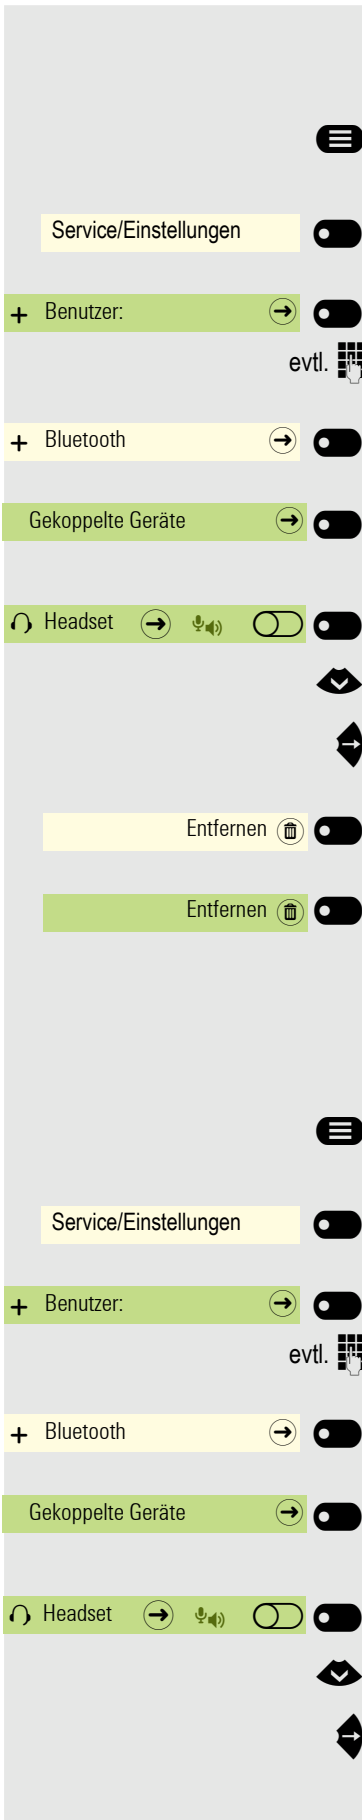 Service/Einstellungen
+ Benutzer:
evtl.
+ Bluetooth
Gekoppelte Geräte
Headset
Entfernen
Entfernen
Service/Einstellungen
+ Benutzer:
evtl.
+ Bluetooth
Gekoppelte Geräte
Headset